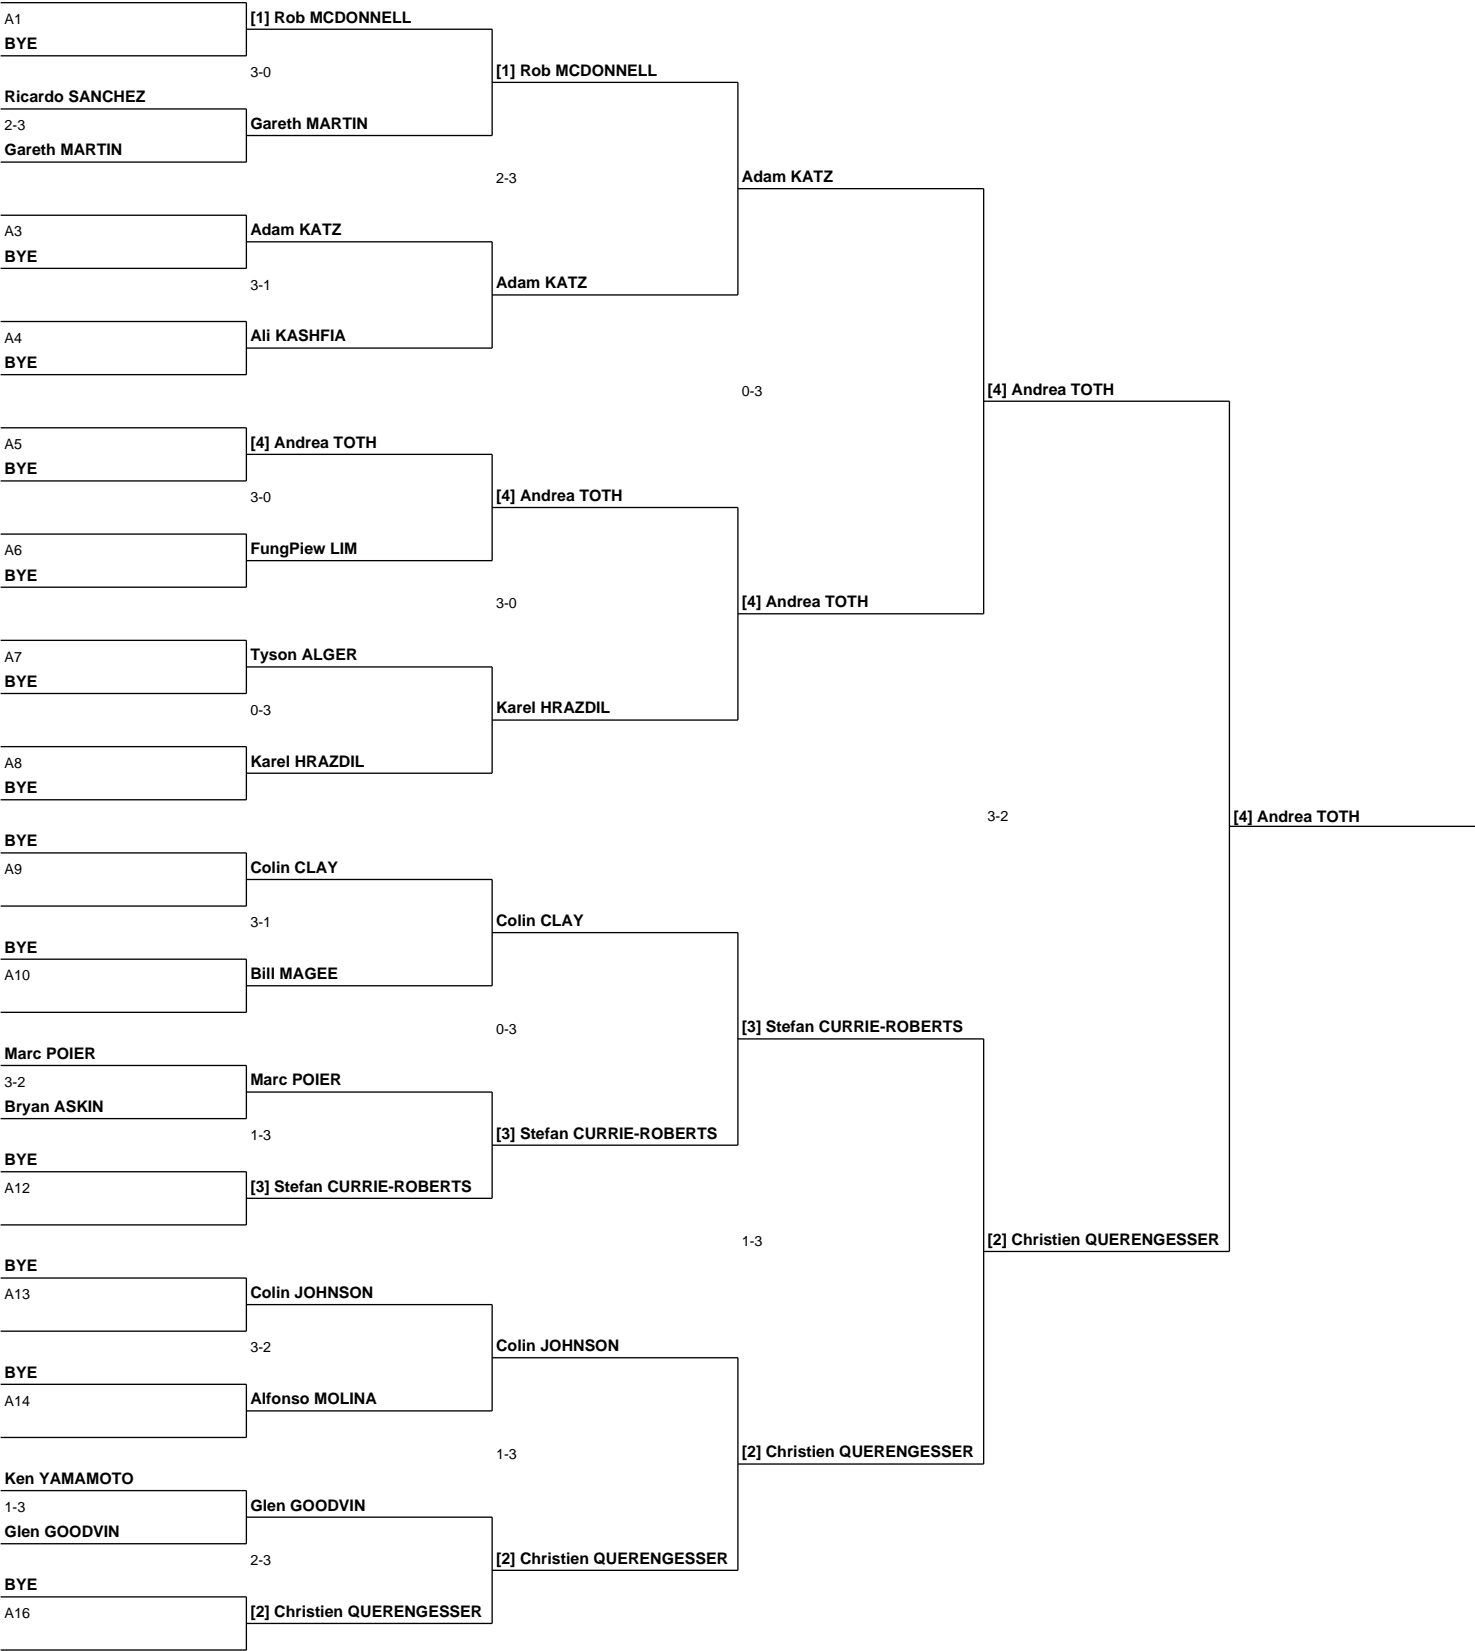 A1
BYE
Ricardo SANCHEZ
2-3
Gareth MARTIN
A3
BYE
A4
BYE
A5
BYE
A6
BYE
A7
BYE
A8
BYE
BYE
A9
BYE
A10
Marc POIER
3-2
Bryan ASKIN
BYE
A12
BYE
A13
BYE
A14
Ken YAMAMOTO
1-3
Glen GOODVIN
BYE
A16
[1] Rob MCDONNELL
3-0
Gareth MARTIN
Adam KATZ
3-1
Ali KASHFIA
[4] Andrea TOTH
3-0
FungPiew LIM
Tyson ALGER
0-3
Karel HRAZDIL
Colin CLAY
3-1
Bill MAGEE
Marc POIER
1-3
[3] Stefan CURRIE-ROBERTS
Colin JOHNSON
3-2
Alfonso MOLINA
Glen GOODVIN
2-3
[2] Christien QUERENGESSER
[1] Rob MCDONNELL
2-3
Adam KATZ
[4] Andrea TOTH
3-0
Karel HRAZDIL
Colin CLAY
0-3
[3] Stefan CURRIE-ROBERTS
Colin JOHNSON
1-3
[2] Christien QUERENGESSER
Adam KATZ
0-3
[4] Andrea TOTH
[3] Stefan CURRIE-ROBERTS
1-3
[2] Christien QUERENGESSER
[4] Andrea TOTH
3-2
[2] Christien QUERENGESSER
[4] Andrea TOTH